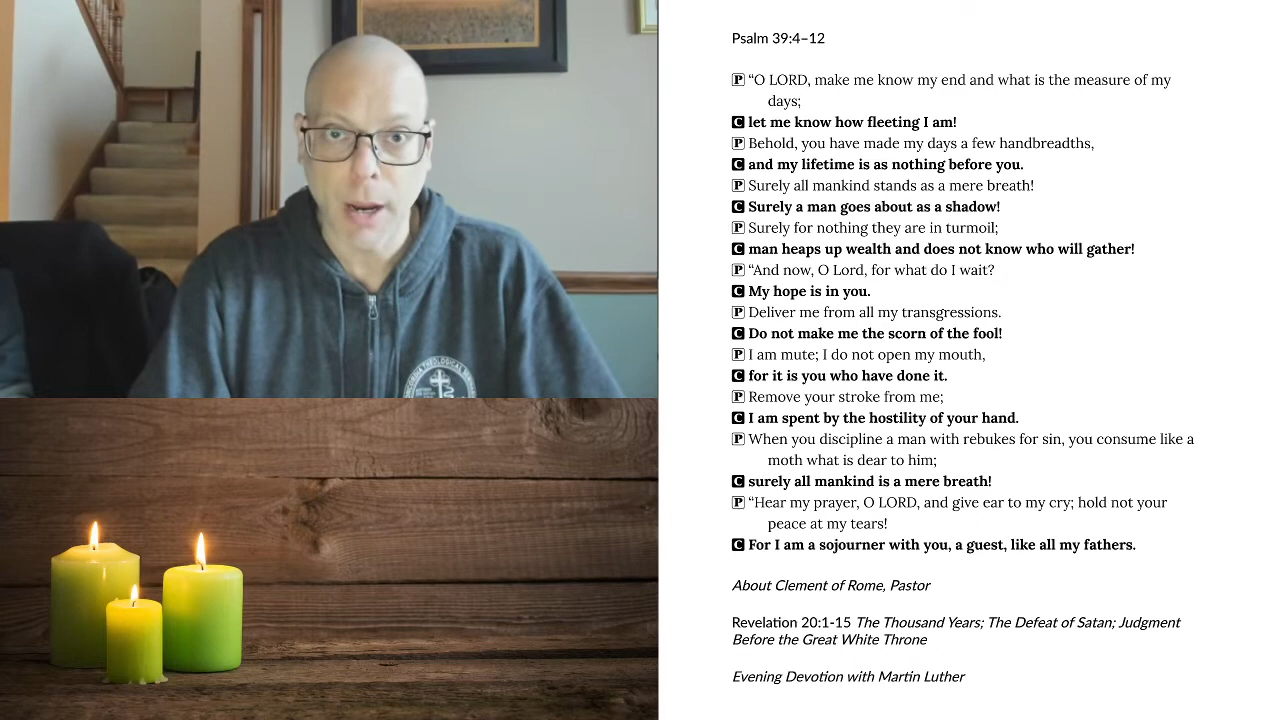 Psalm 39:4–12
P “O LORD, make me know my end and what is the measure of my
days;
C let me know how fleeting I am!
P Behold, you have made my days a few handbreadths,
C and my lifetime is as nothing before you.
P Surely all mankind stands as a mere breath!
C Surely a man goes about as a shadow!
P Surely for nothing they are in turmoil;
C man heaps up wealth and does not know who will gather!
P “And now, O Lord, for what do I wait?
C My hope is in you.
P Deliver me from all my transgressions.
C Do not make me the scorn of the fool!
P I am mute; I do not open my mouth,
C for it is you who have done it.
P Remove your stroke from me;
C I am spent by the hostility of your hand.
P When you discipline a man with rebukes for sin, you consume like a
moth what is dear to him;
C surely all mankind is a mere breath!
P “Hear my prayer, O LORD, and give ear to my cry; hold not your
peace at my tears!
C For I am a sojourner with you, a guest, like all my fathers.
About Clement of Rome, Pastor
Revelation 20:1-15 The Thousand Years; The Defeat of Satan; Judgment
Before the Great White Throne
Evening Devotion with Martin Luther